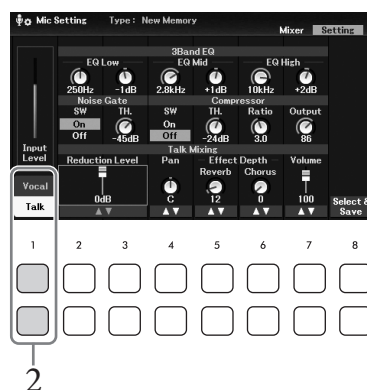 Mic Setting Type : New Memory
Mixer Setting
3Band EQ
EQ Low EQ Mid EQ High
250Hz -1dB 2.8kHz +1dB 10kHz +2dB
Noise Gate Compressor
SW TH. SW TH. Ratio Output
On On
Off -45dB Off -24dB 3.0 86
Input Level
Talk Mixing
Reduction Level Pan Effect Depth Volume
Reverb Chorus
Vocal
Talk
0dB C 12 0 100
Select &
Save
1 2 3 4 5 6 7 8
2